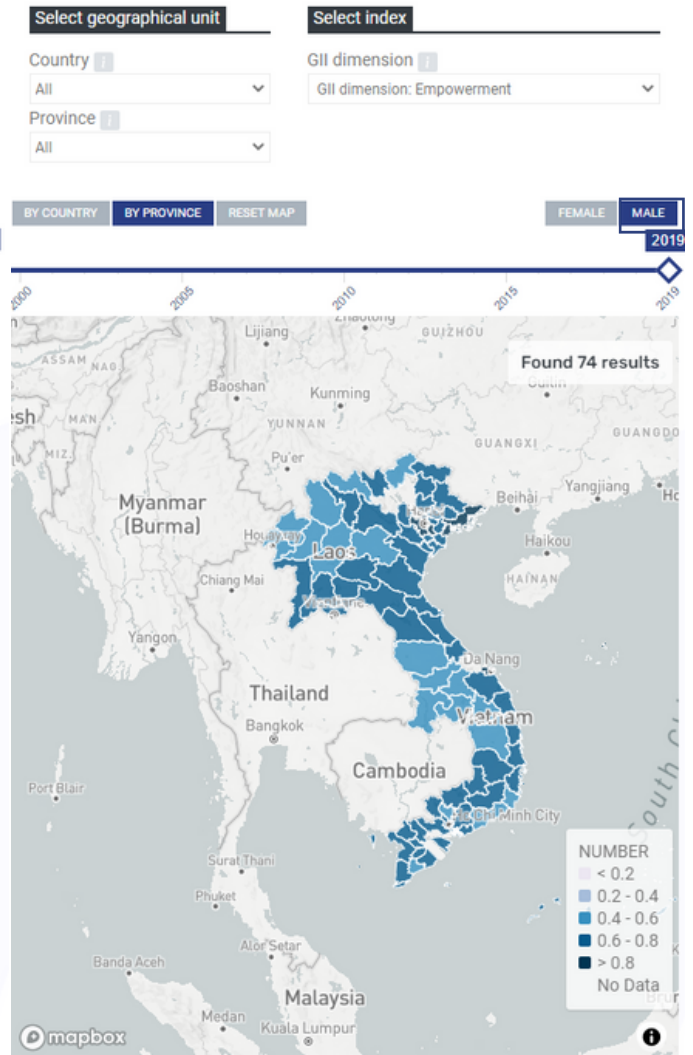 Select geographical unit
Select index
Country i
GII dimension i
All
GII dimension: Empowerment
Province i
All
BY COUNTRY
BY PROVINCE
RESET MAP
FEMALE
MALE
2019
2000
2005
2010
2015
2019
Found 74 results
Lijiang
GUIZHOU
ASSAM
NAG
Baoshan
Kunming
MAN
YUNNAN
GUANGXI
GUANGDO
MIZ.
Pu'er
Myanmar
(Burma)
Beihai
Yangjiang
Laos
Haikou
Chiang Mai
HAINAN
Yangon
Da Nang
Thailand
Vietnam
Bangkok
Cambodia
Port Blair
Chi Minh City
South
Surat Thani
Phuket
Banda Aceh
Alor Setar
Malaysia
Medan
Kuala Lumpur
NUMBER
< 0.2
0.2 - 0.4
0.4 - 0.6
0.6 - 0.8
> 0.8
No Data
mapbox
i